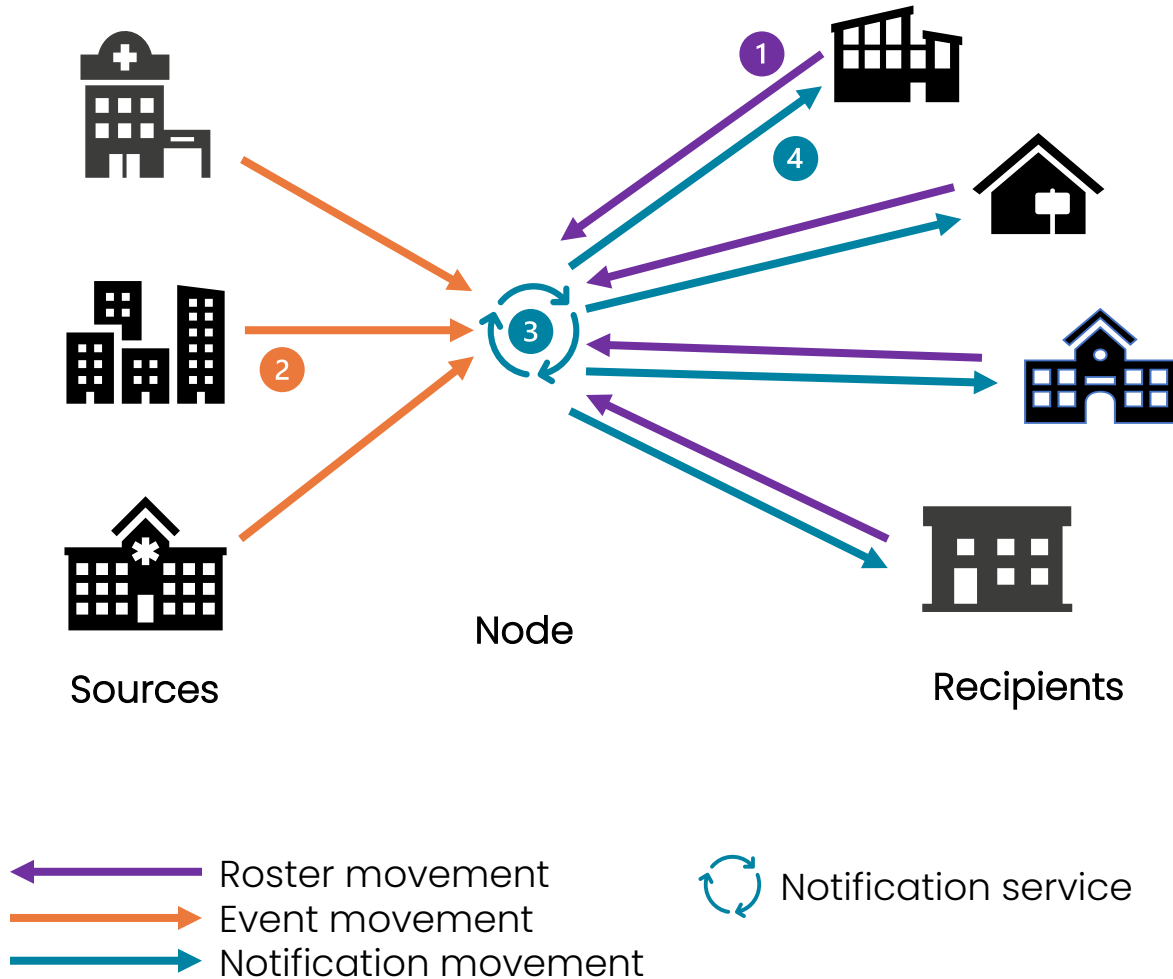 1
4
3
2
Node
Sources
Recipients
Roster movement
Event movement
Notification movement
Notification service